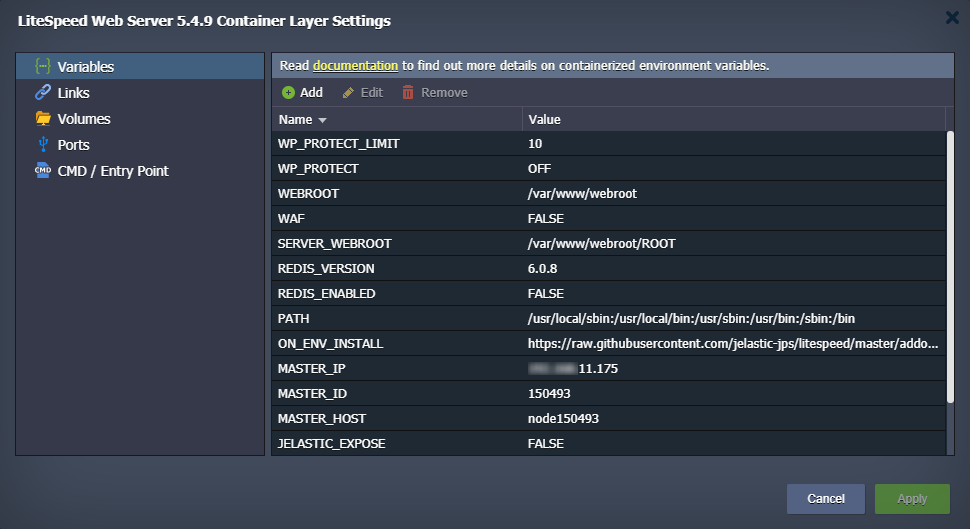 LiteSpeed Web Server 5.4.9 Container Layer Settings
Variables
Links
Volumes
Ports
CMD CMD / Entry Point
Read documentation to find out more details on containerized environment variables.
Add Edit Remove
Name Value
WP_PROTECT_LIMIT 10
WP_PROTECT OFF
WEBROOT /var/www/webroot
WAF FALSE
SERVER_WEBROOT /var/www/webroot/ROOT
REDIS_VERSION 6.0.8
REDIS_ENABLED FALSE
PATH /usr/local/sbin:/usr/local/bin:/usr/sbin:/usr/bin:/sbin:/bin
ON_ENV_INSTALL https://raw.githubusercontent.com/jelastic-jps/litespeed/master/addo...
MASTER_IP 11.175
MASTER_ID 150493
MASTER_HOST node150493
JELASTIC_EXPOSE FALSE
Cancel Apply